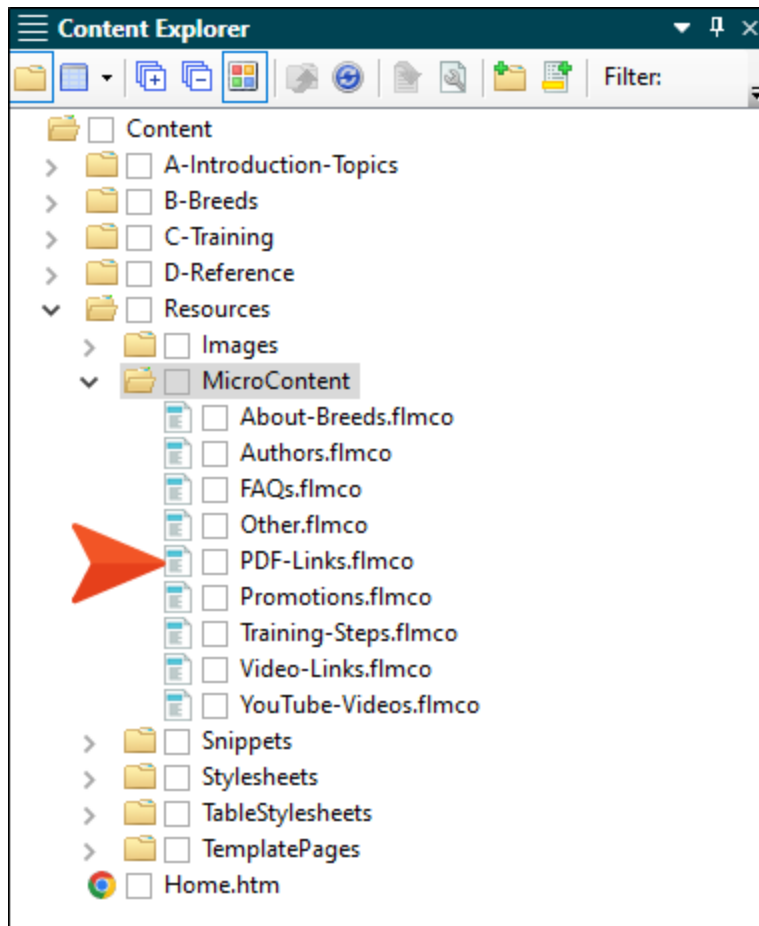 Content Explorer
Filter:
Content
A-Introduction-Topics
B-Breeds
C-Training
D-Reference
Resources
Images
MicroContent
About-Breeds.flmco
Authors.flmco
FAQs.flmco
Other.flmco
PDF-Links.flmco
Promotions.flmco
Training-Steps.flmco
Video-Links.flmco
YouTube-Videos.flmco
Snippets
Stylesheets
TableStylesheets
TemplatePages
Home.htm